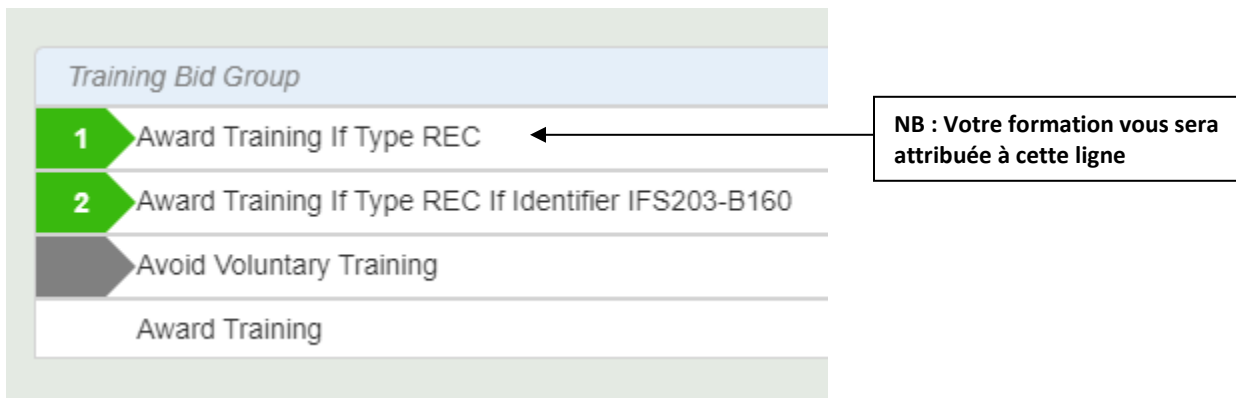 Training Bid Group
1 Award Training If Type REC
NB : Votre formation vous sera
attribuée à cette ligne
2 Award Training If Type REC If Identifier IFS203-B160
Avoid Voluntary Training
Award Training